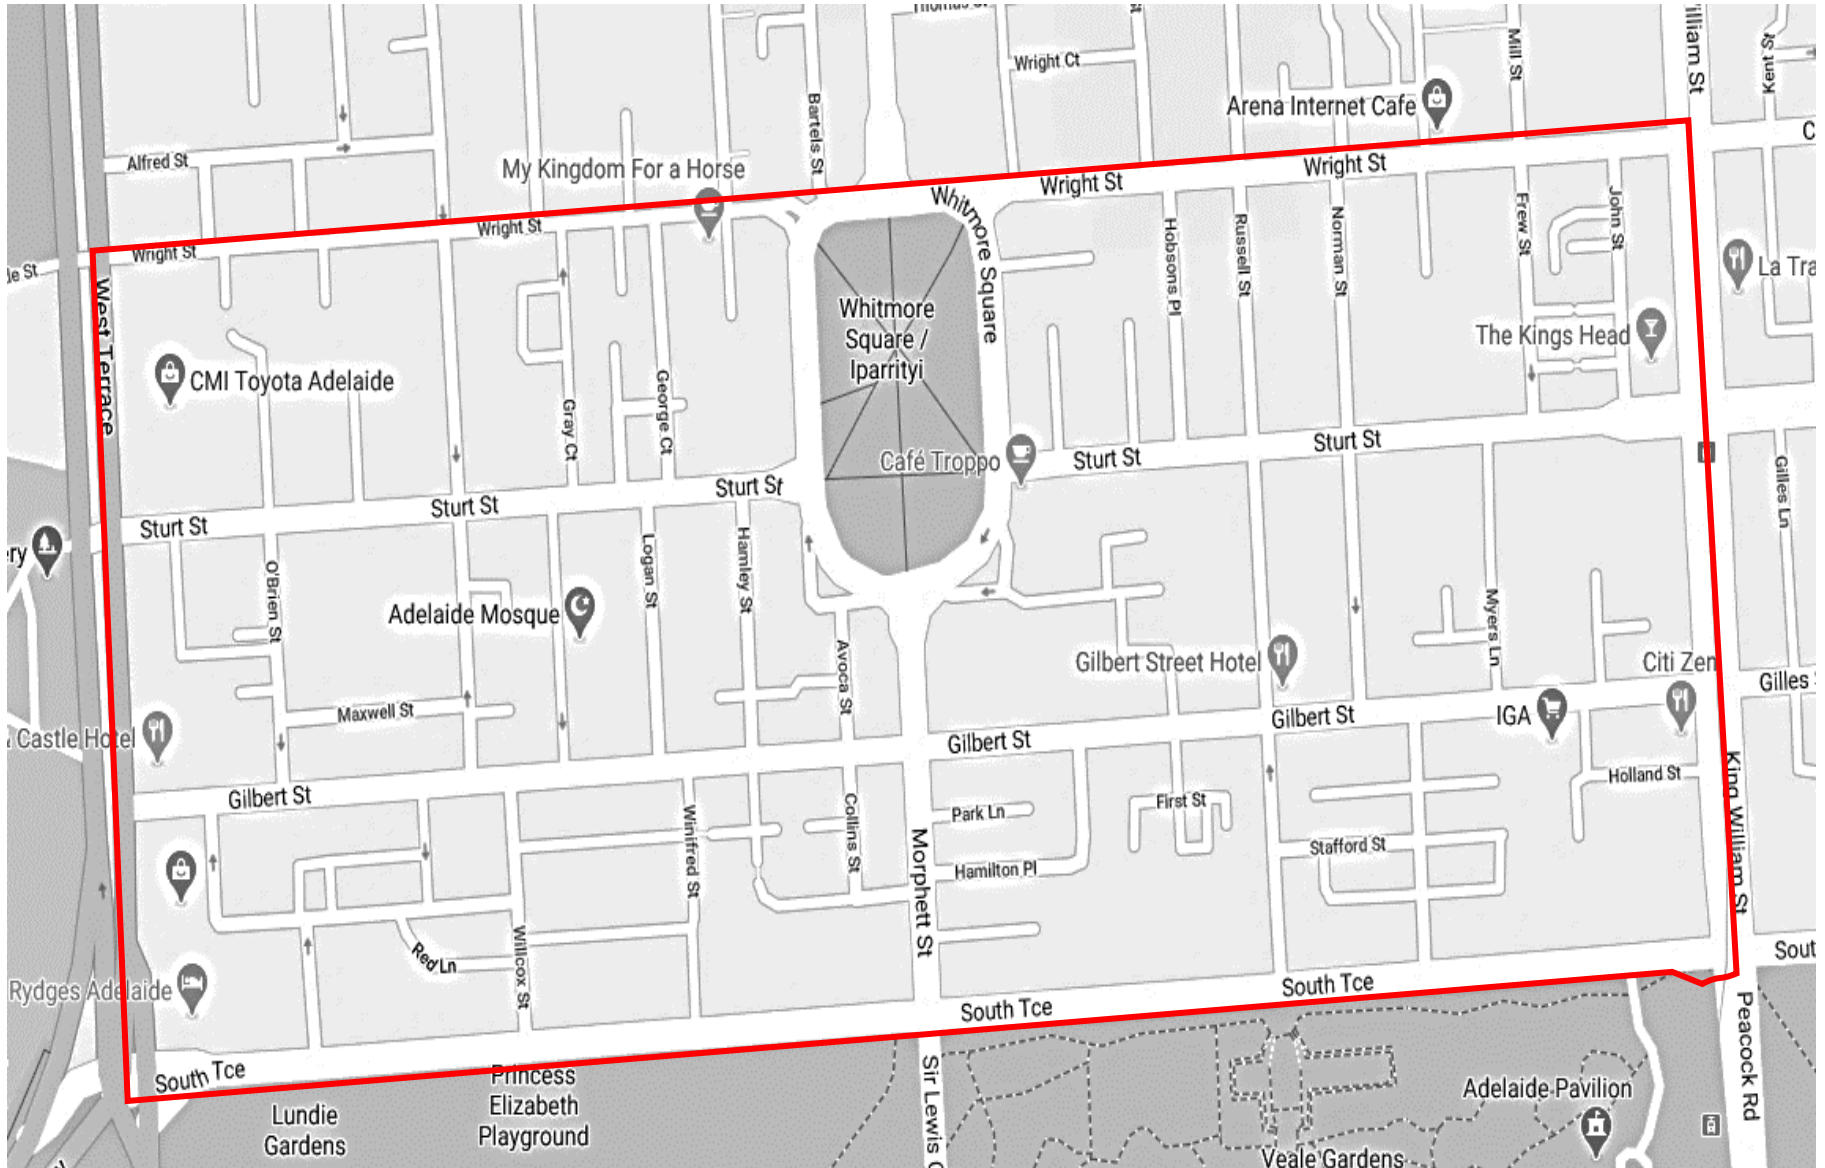 Thomas St
Wright Ct
Mill St
William St
Kent St
Bartels St
Arena Internet Cafe
Alfred St
My Kingdom For a Horse
Wright St
Wright St
Whitmore Square
Wright St
Wright St
Hobsons Pl
Russell St
Norman St
Frew St
John St
La Tra
West Terrace
Whitmore
Square /
Iparrityi
The Kings Head
CMI Toyota Adelaide
Gray Ct
George Ct
Café Troppo
Sturt St
Sturt St
Sturt St
Sturt St
Sturt St
Gilles Ln
O'Brien St
Logan St
Hamley St
Adelaide Mosque
Avoca St
Myers Ln
Gilbert Street Hotel
Citi Zen
Gilles
Maxwell St
Castle Hotel
IGA
Gilbert St
Gilbert St
Gilbert St
Holland St
King William St
Winifred St
Collins St
Park Ln
First St
Stafford St
Hamilton Pl
Morphett St
Red Ln
Willcox St
Rydges Adelaide
South Tce
South Tce
South Tce
Sout
Peacock Rd
Sir Lewis C
Princess
Elizabeth
Playground
Lundie
Gardens
Adelaide Pavilion
Veale Gardens